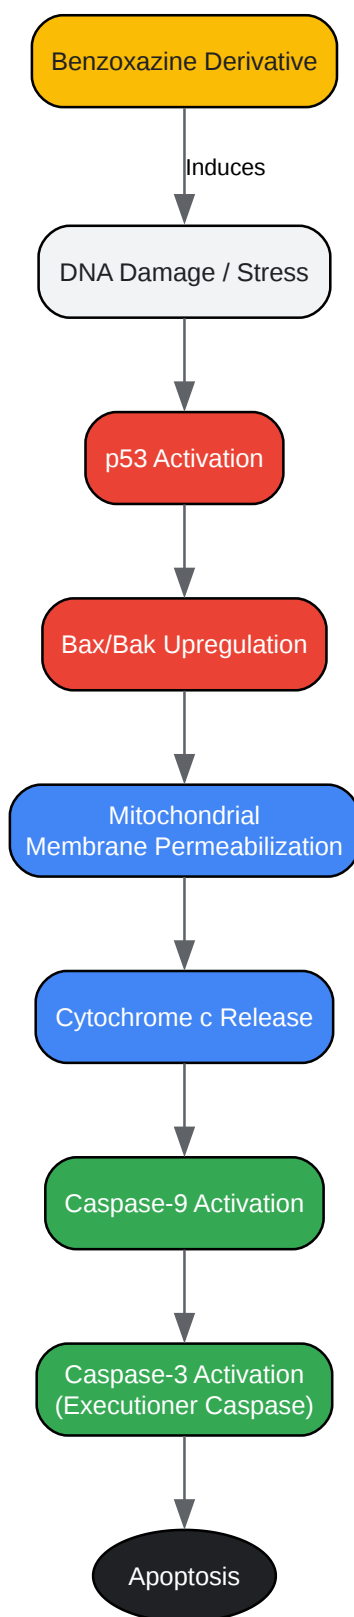 Benzoxazine Derivative
Induces
DNA Damage / Stress
p53 Activation
Bax/Bak Upregulation
Mitochondrial
Membrane Permeabilization
Cytochrome c Release
Caspase-9 Activation
Caspase-3 Activation
(Executioner Caspase)
Apoptosis